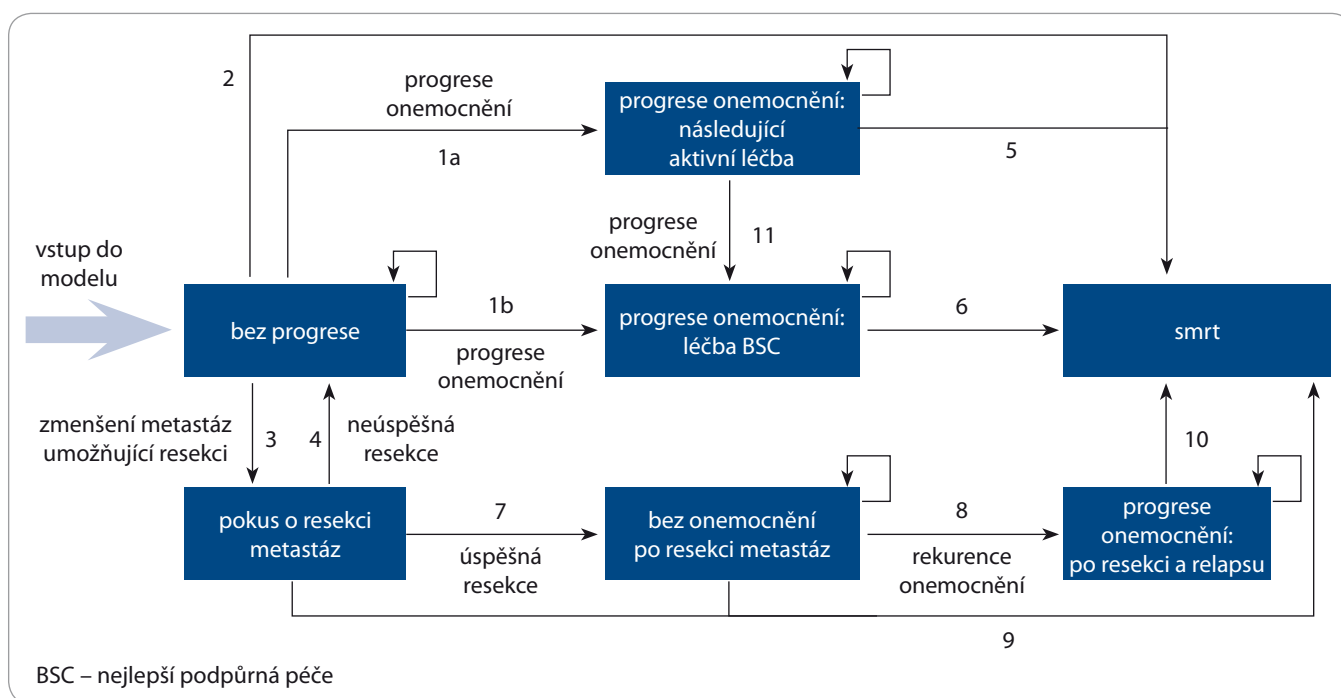 2
progrese
onemocnění
1a
progrese onemocnění:
následující
aktivní léčba
5
progrese
onemocnění
11
vstup do
modelu
bez progrese
1b
progrese
onemocnění
progrese onemocnění:
léčba BSC
6
smrt
zmenšení metastáz
umožňující resekci
3
4
neúspěšná
resekce
10
pokus o resekci
metastáz
7
úspěšná
resekce
bez onemocnění
po resekci metastáz
8
rekurence
onemocnění
progrese
onemocnění:
po resekci a relapsu
9
BSC – nejlepší podpůrná péče